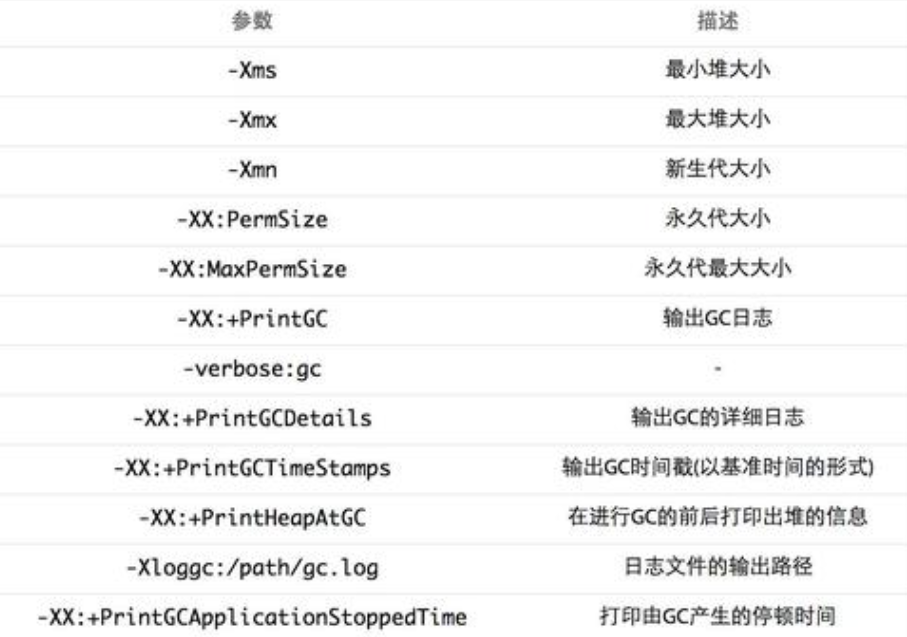 参数 描述
-Xms 最小堆大小
-Xmx 最大堆大小
-Xmn 新生代大小
-XX:PermSize 永久代大小
-XX:MaxPermSize 永久代最大大小
-XX:+PrintGC 输出GC日志
-verbose:gc -
-XX:+PrintGCDetails 输出GC的详细日志
-XX:+PrintGCTimeStamps 输出GC时间戳(以基准时间的形式)
-XX:+PrintHeapAtGC 在进行GC的前后打印出堆的信息
-Xloggc:/path/gc.log 日志文件的输出路径
-XX:+PrintGCApplicationStoppedTime 打印由GC产生的停顿时间